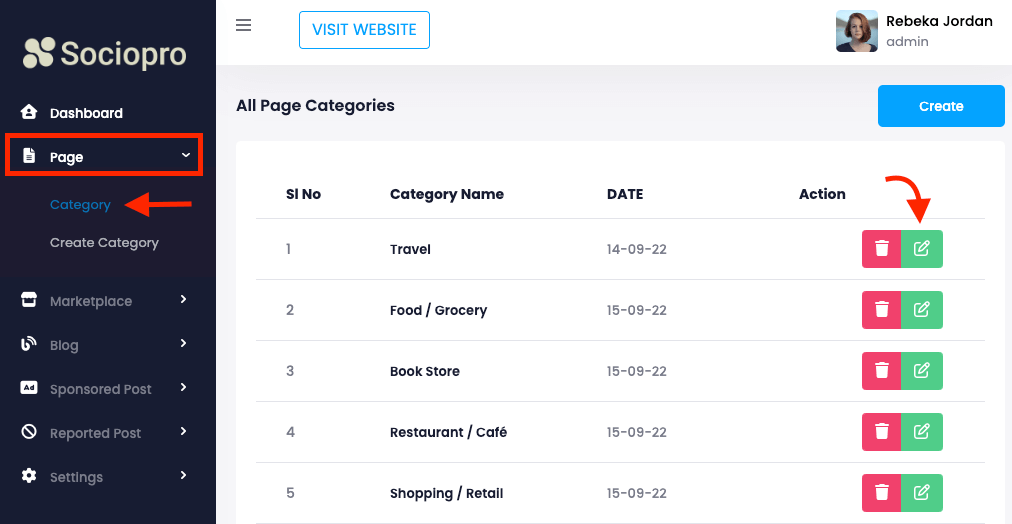 Sociopro
VISIT WEBSITE
Rebeka Jordan
admin
Dashboard
Page
Category
Create Category
Marketplace
Blog
Ad Sponsored Post
Reported Post
Settings
All Page Categories
Create
Sl No Category Name DATE Action
1 Travel 14-09-22
2 Food / Grocery 15-09-22
3 Book Store 15-09-22
4 Restaurant / Café 15-09-22
5 Shopping / Retail 15-09-22